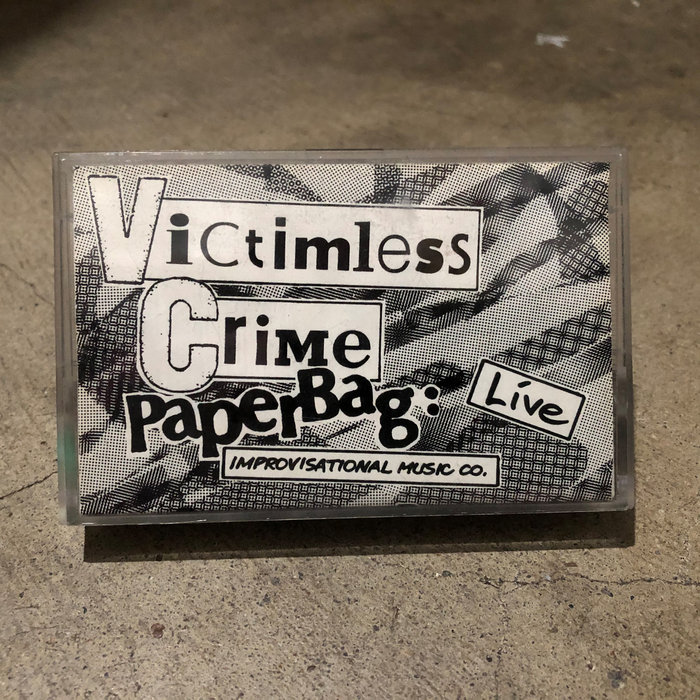 Victimless
Crime
PaperBag:
Live
IMPROVISATIONAL MUSIC CO.